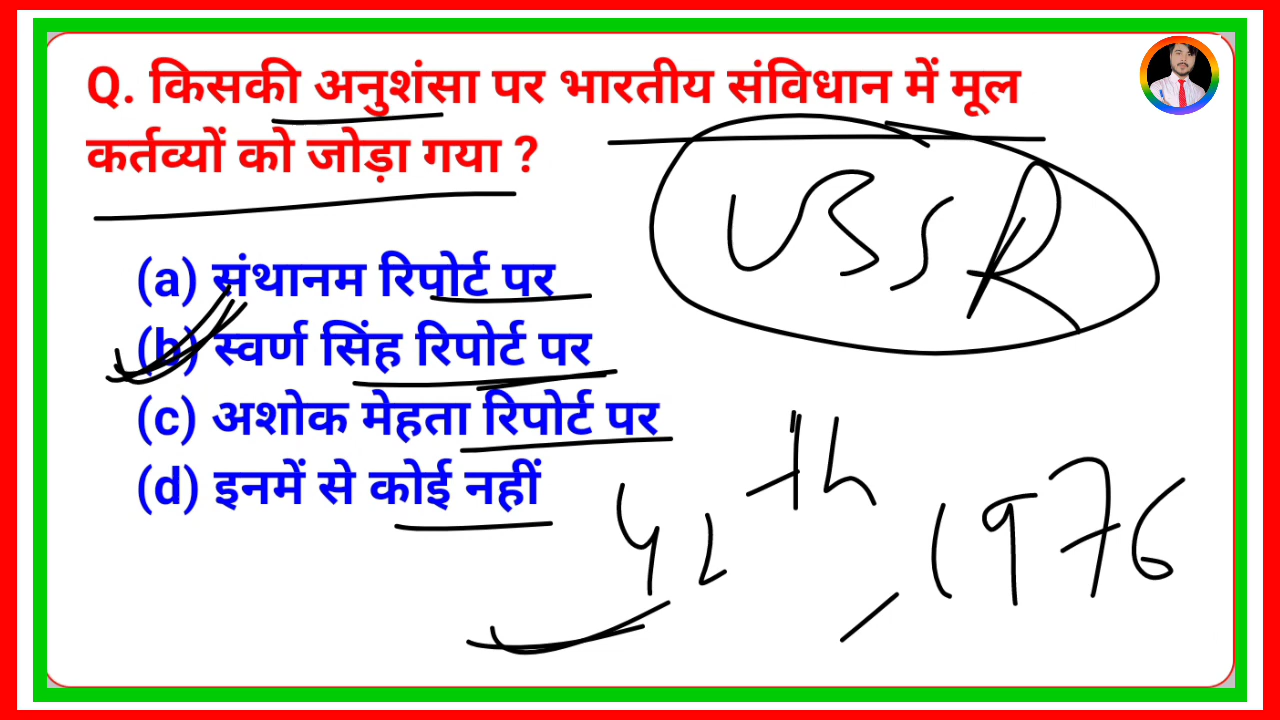 Q. किसकी अनुशंसा पर भारतीय संविधान में मूल
कर्तव्यों को जोड़ा गया ?
USSR
(a) संथानम रिपोर्ट पर
(b) स्वर्ण सिंह रिपोर्ट पर
(c) अशोक मेहता रिपोर्ट पर
(d) इनमें से कोई नहीं
42th, 1976